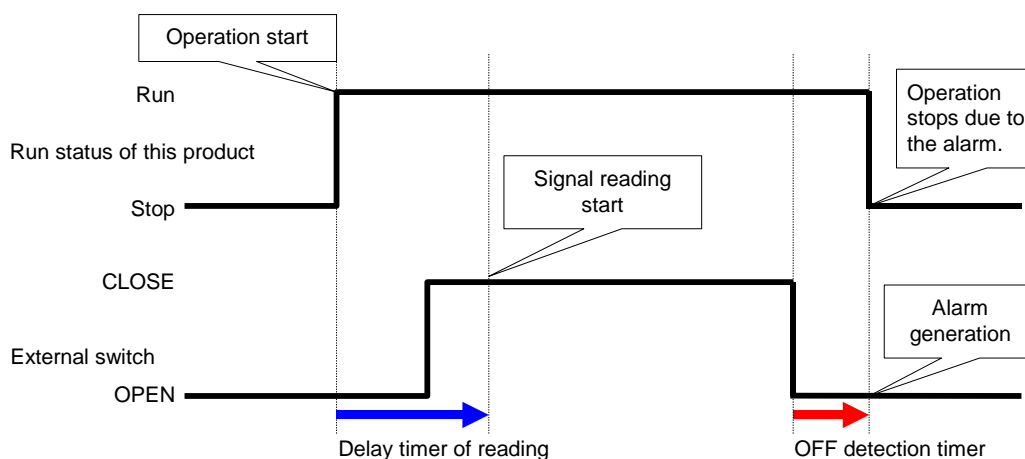 Operation start
Run
Operation
stops due to
the alarm.
Run status of this product
Signal reading
start
Stop
CLOSE
Alarm
generation
External switch
OPEN
Delay timer of reading
OFF detection timer